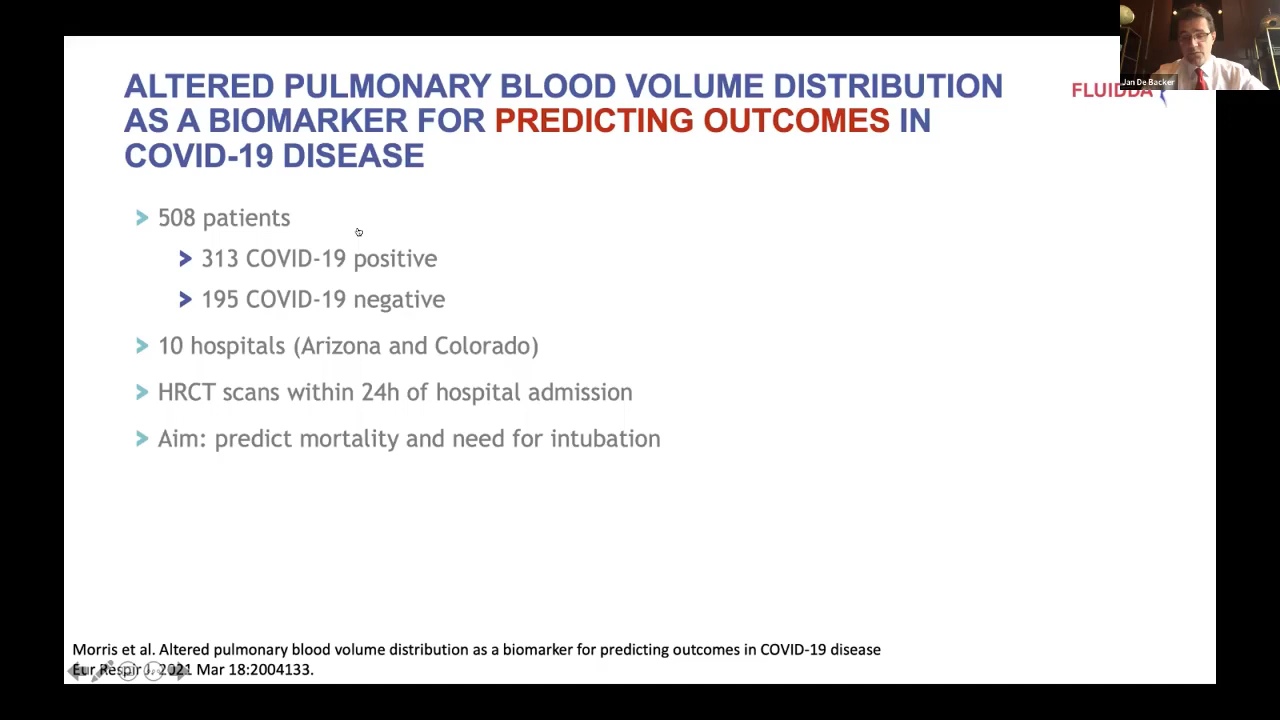 ALTERED PULMONARY BLOOD VOLUME DISTRIBUTION
AS A BIOMARKER FOR PREDICTING OUTCOMES IN
COVID-19 DISEASE
Jan De Backer
FLUIDDA
> 508 patients
> 313 COVID-19 positive
> 195 COVID-19 negative
> 10 hospitals (Arizona and Colorado)
> HRCT scans within 24h of hospital admission
> Aim: predict mortality and need for intubation
Morris et al. Altered pulmonary blood volume distribution as a biomarker for predicting outcomes in COVID-19 disease
Eur Respir J. 2021 Mar 18:2004133.